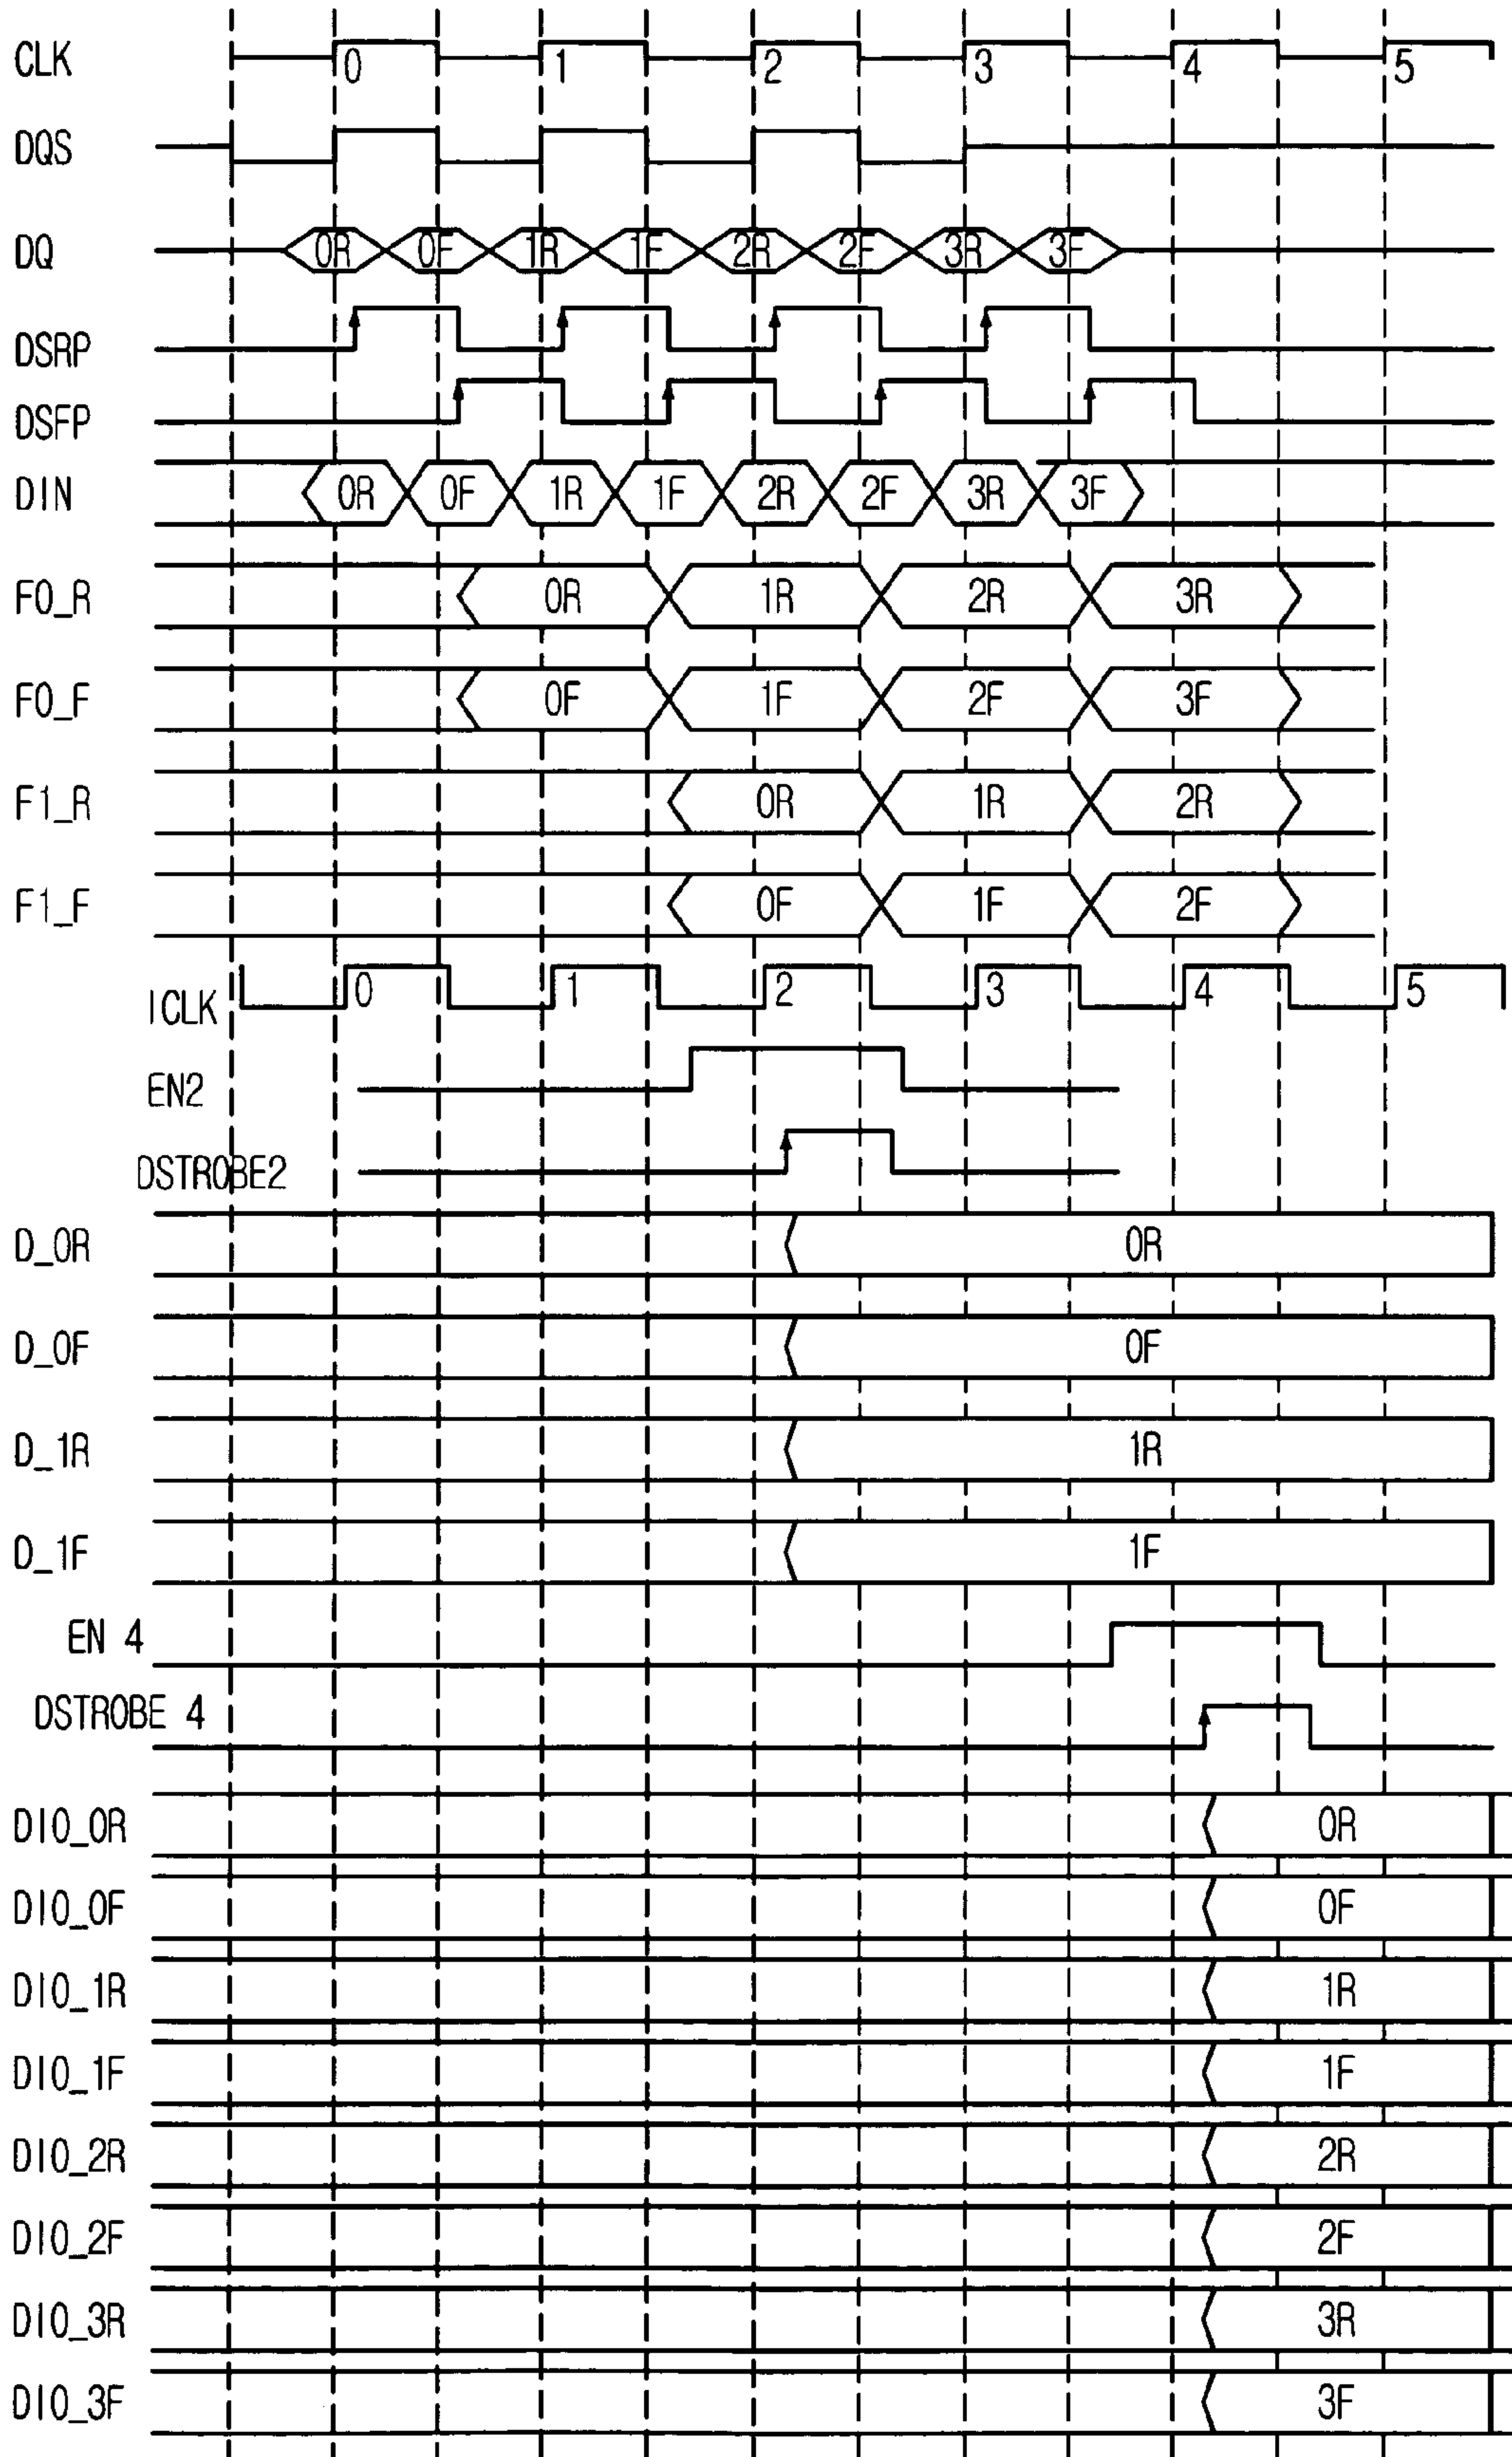 CLK 0 1 2 3 4 5
DQS
DQ 0R 0F 1R 1F 2R 2F 3R 3F
DSRP
DSFP
DIN 0R 0F 1R 1F 2R 2F 3R 3F
F0_R 0R 1R 2R 3R
F0_F 0F 1F 2F 3F
F1_R 0R 1R 2R
F1_F 0F 1F 2F
ICLK 0 1 2 3 4 5
EN2
DSTROBE2
D_0R 0R
D_0F 0F
D_1R 1R
D_1F 1F
EN 4
DSTROBE 4
DIO_0R 0R
DIO_0F 0F
DIO_1R 1R
DIO_1F 1F
DIO_2R 2R
DIO_2F 2F
DIO_3R 3R
DIO_3F 3F